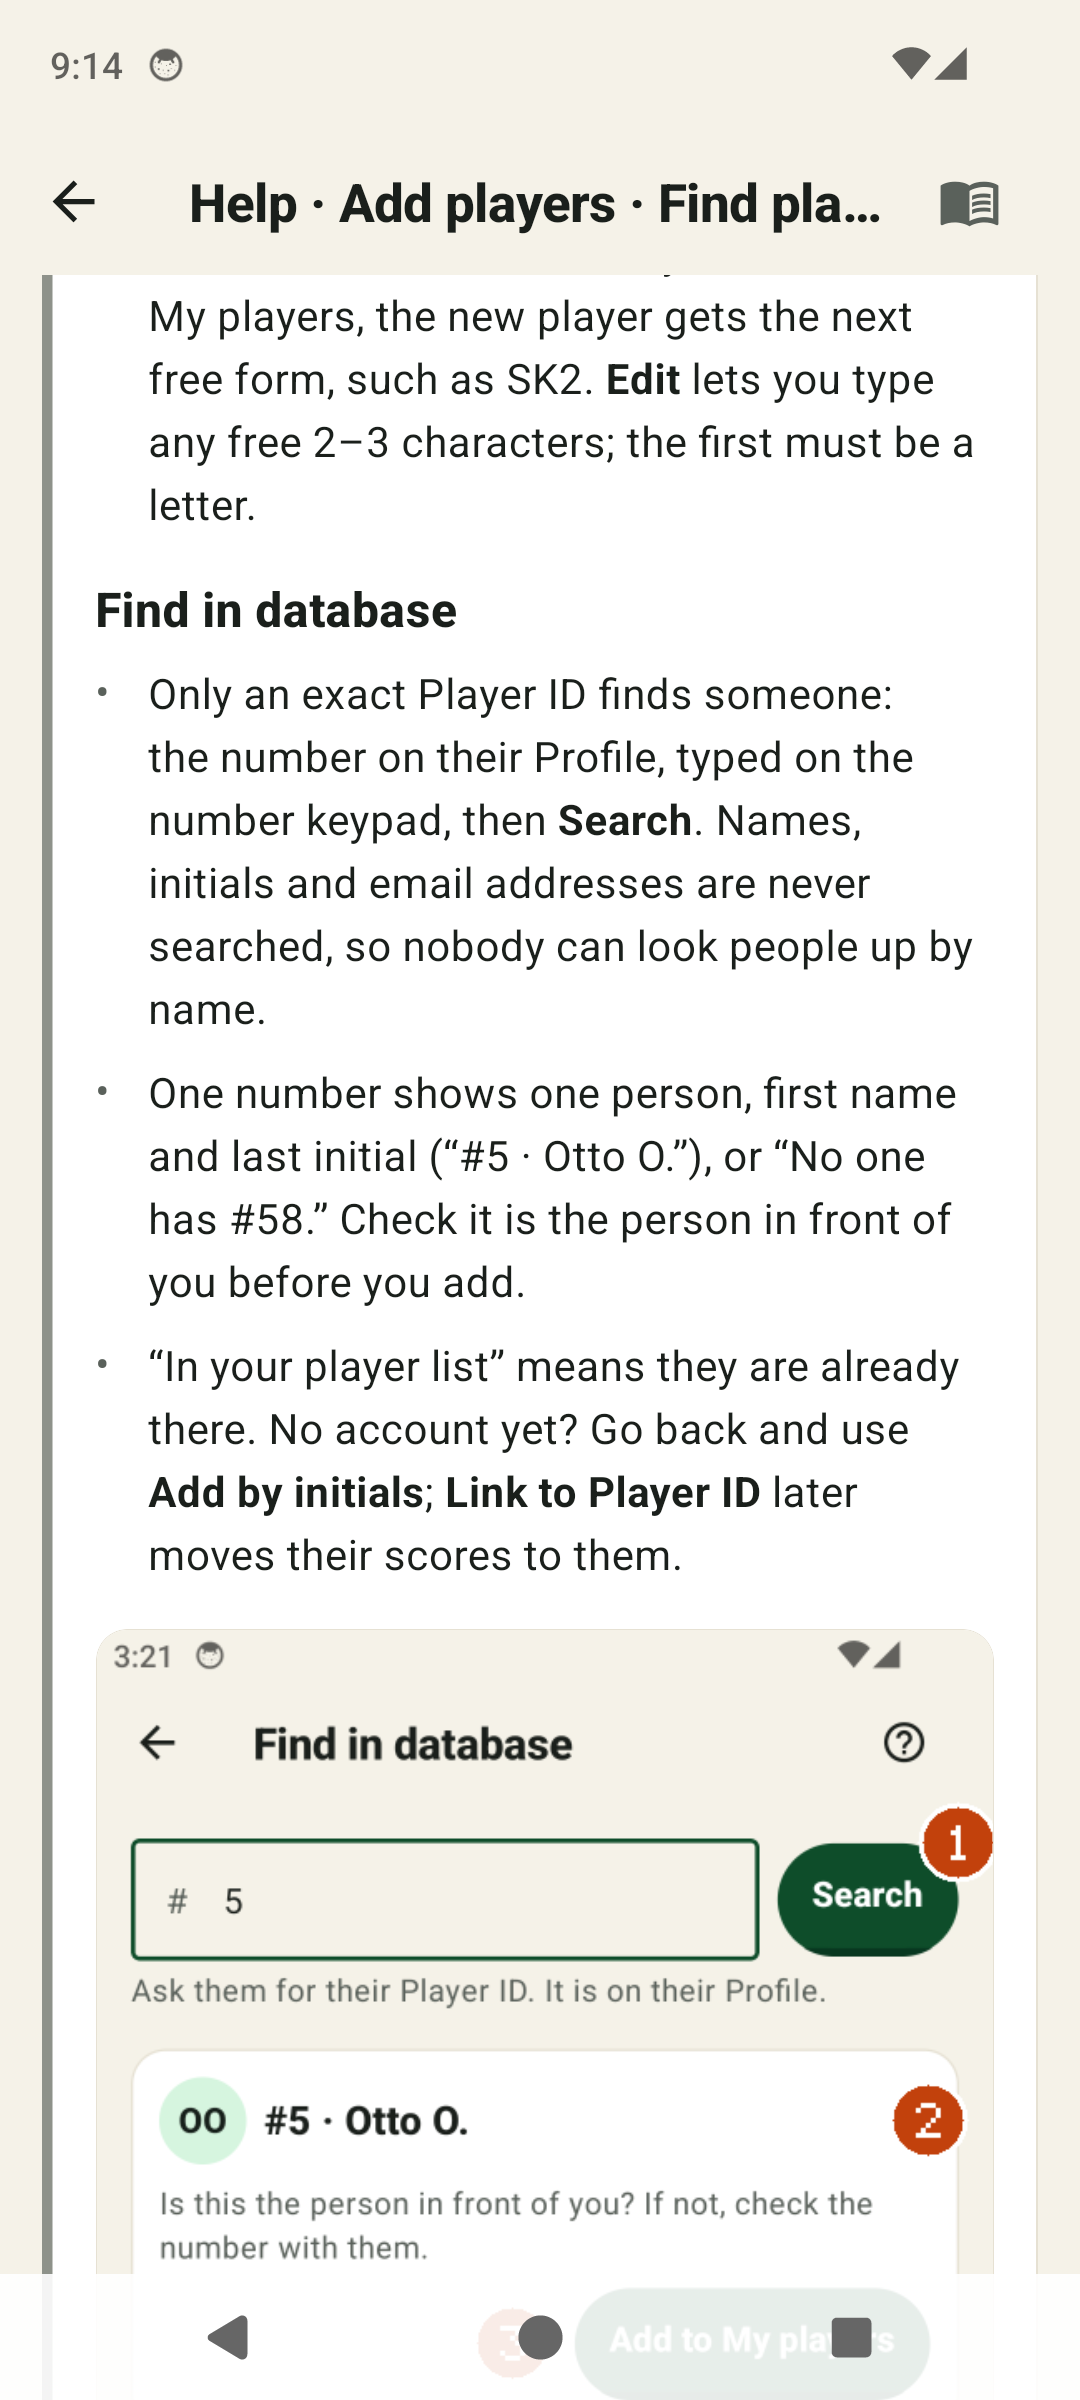 9:14
Help · Add players · Find pla...
My players, the new player gets the next
free form, such as SK2. Edit lets you type
any free 2–3 characters; the first must be a
letter.
Find in database
• Only an exact Player ID finds someone:
the number on their Profile, typed on the
number keypad, then Search. Names,
initials and email addresses are never
searched, so nobody can look people up by
name.
• One number shows one person, first name
and last initial (“#5 · Otto O.”), or “No one
has #58.” Check it is the person in front of
you before you add.
• “In your player list” means they are already
there. No account yet? Go back and use
Add by initials; Link to Player ID later
moves their scores to them.
3:21
Find in database
1
# 5
Search
Ask them for their Player ID. It is on their Profile.
OO #5 · Otto O. 2
Is this the person in front of you? If not, check the
number with them.
3 Add to My players